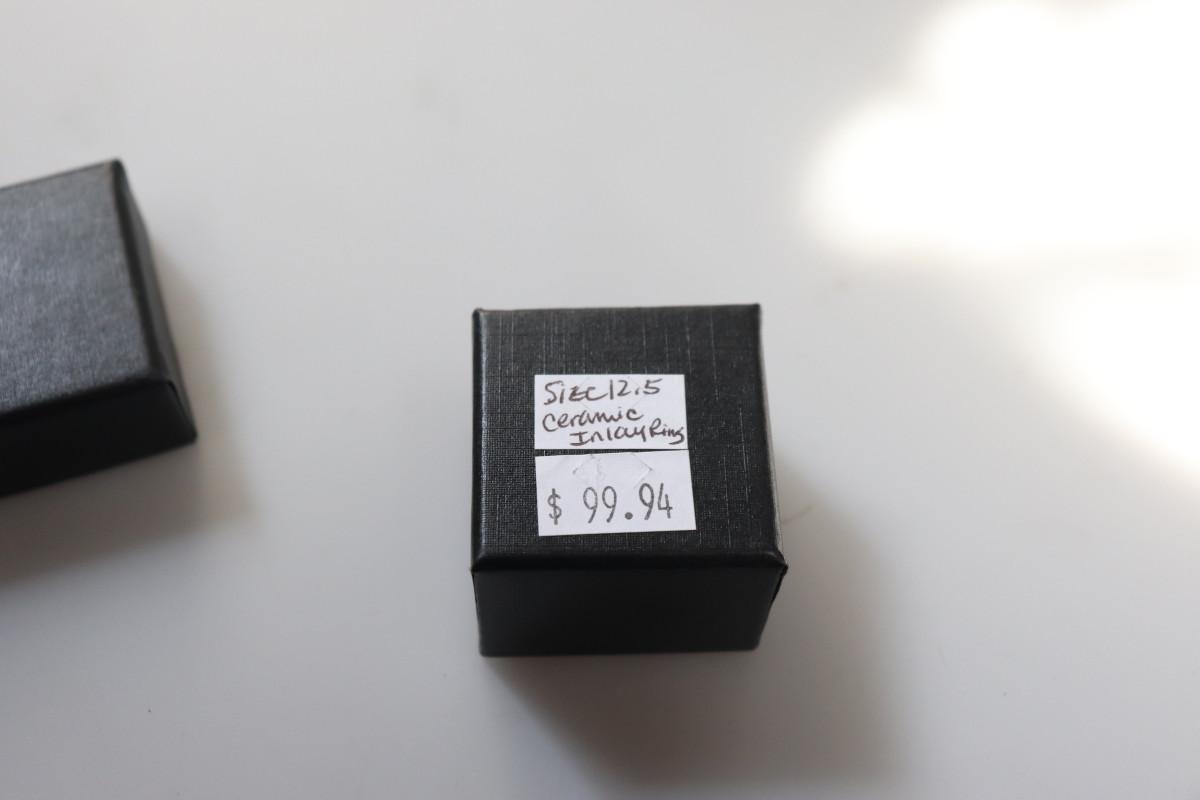 Size 12.5
ceramic
Inlay Ring
$ 99.94